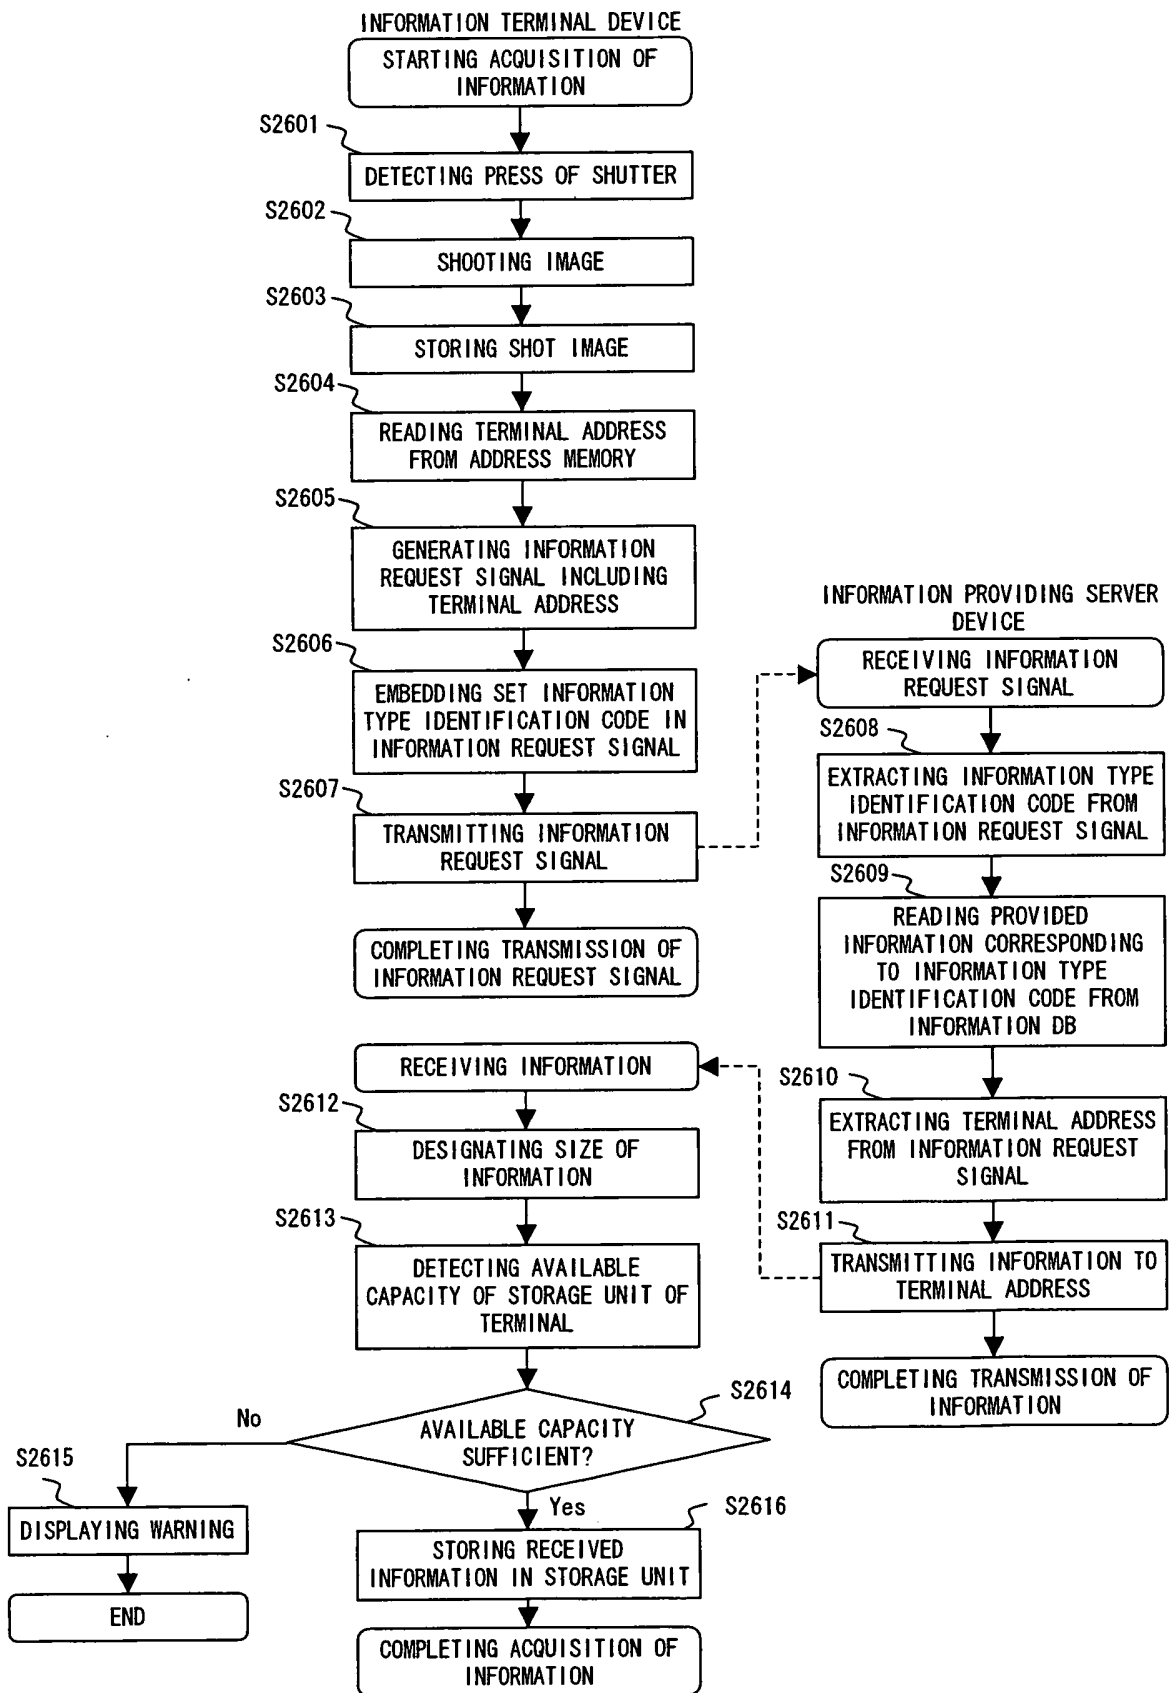 INFORMATION TERMINAL DEVICE
STARTING ACQUISITION OF
INFORMATION
S2601
DETECTING PRESS OF SHUTTER
S2602
SHOOTING IMAGE
S2603
STORING SHOT IMAGE
S2604
READING TERMINAL ADDRESS
FROM ADDRESS MEMORY
S2605
GENERATING INFORMATION
REQUEST SIGNAL INCLUDING
TERMINAL ADDRESS
S2606
EMBEDDING SET INFORMATION
TYPE IDENTIFICATION CODE IN
INFORMATION REQUEST SIGNAL
S2607
TRANSMITTING INFORMATION
REQUEST SIGNAL
COMPLETING TRANSMISSION OF
INFORMATION REQUEST SIGNAL
INFORMATION PROVIDING SERVER
DEVICE
RECEIVING INFORMATION
REQUEST SIGNAL
S2608
EXTRACTING INFORMATION TYPE
IDENTIFICATION CODE FROM
INFORMATION REQUEST SIGNAL
S2609
READING PROVIDED
INFORMATION CORRESPONDING
TO INFORMATION TYPE
IDENTIFICATION CODE FROM
INFORMATION DB
S2610
EXTRACTING TERMINAL ADDRESS
FROM INFORMATION REQUEST
SIGNAL
S2611
TRANSMITTING INFORMATION TO
TERMINAL ADDRESS
COMPLETING TRANSMISSION OF
INFORMATION
RECEIVING INFORMATION
S2612
DESIGNATING SIZE OF
INFORMATION
S2613
DETECTING AVAILABLE
CAPACITY OF STORAGE UNIT OF
TERMINAL
S2614
AVAILABLE CAPACITY
SUFFICIENT?
No
S2615
DISPLAYING WARNING
END
Yes
S2616
STORING RECEIVED
INFORMATION IN STORAGE UNIT
COMPLETING ACQUISITION OF
INFORMATION